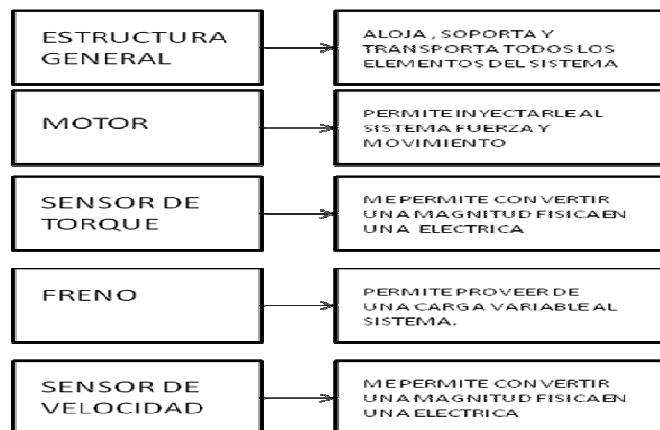 ESTRUCTURA
GENERAL
ALOJA , SOPORTA Y
TRANSPORTA TODOS LOS
ELEMENTOS DEL SISTEMA
MOTOR
PERMITE INYECTARLE AL
SISTEMA FUERZA Y
MOVIMIENTO
SENSOR DE
TORQUE
ME PERMITE CONVERTIR
UNA MAGNITUD FISICA EN
UNA ELECTRICA
FRENO
PERMITE PROVEER DE
UNA CARGA VARIABLE AL
SISTEMA.
SENSOR DE
VELOCIDAD
ME PERMITE CONVERTIR
UNA MAGNITUD FISICA EN
UNA ELECTRICA